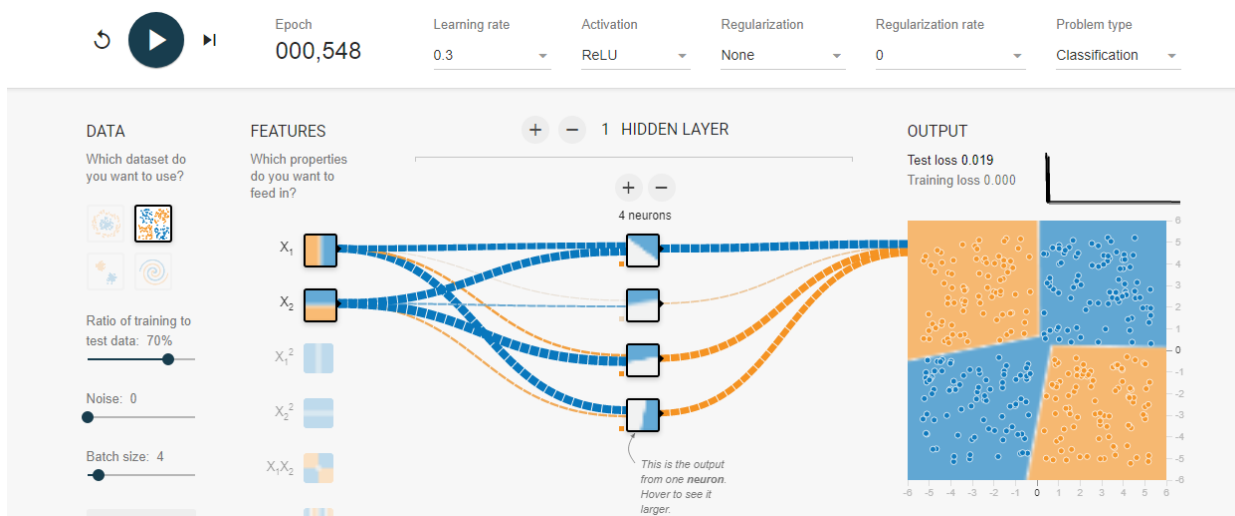 Epoch
000,548
Learning rate
0.3
Activation
ReLU
Regularization
None
Regularization rate
0
Problem type
Classification
DATA
Which dataset do
you want to use?
Ratio of training to
test data: 70%
Noise: 0
Batch size: 4
FEATURES
Which properties
do you want to
feed in?
X1
X2
X1²
X2²
X1X2
+ − 1 HIDDEN LAYER
+ −
4 neurons
This is the output
from one neuron.
Hover to see it
larger.
OUTPUT
Test loss 0.019
Training loss 0.000
6
5
4
3
2
1
0
-1
-2
-3
-4
-5
-6
-6 -5 -4 -3 -2 -1 0 1 2 3 4 5 6